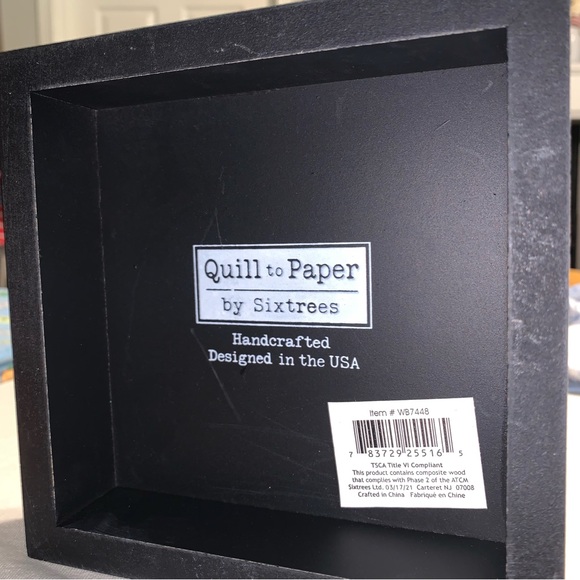 Quill to Paper
by Sixtrees
Handcrafted
Designed in the USA
Item # WB7448
7 83729 25516 5
TSCA Title VI Compliant
This product contains composite wood
that complies with Phase 2 of the ATCM
Sixtrees Ltd. 03/17/21 Carteret NJ 07008
Crafted in China Fabriqué en Chine